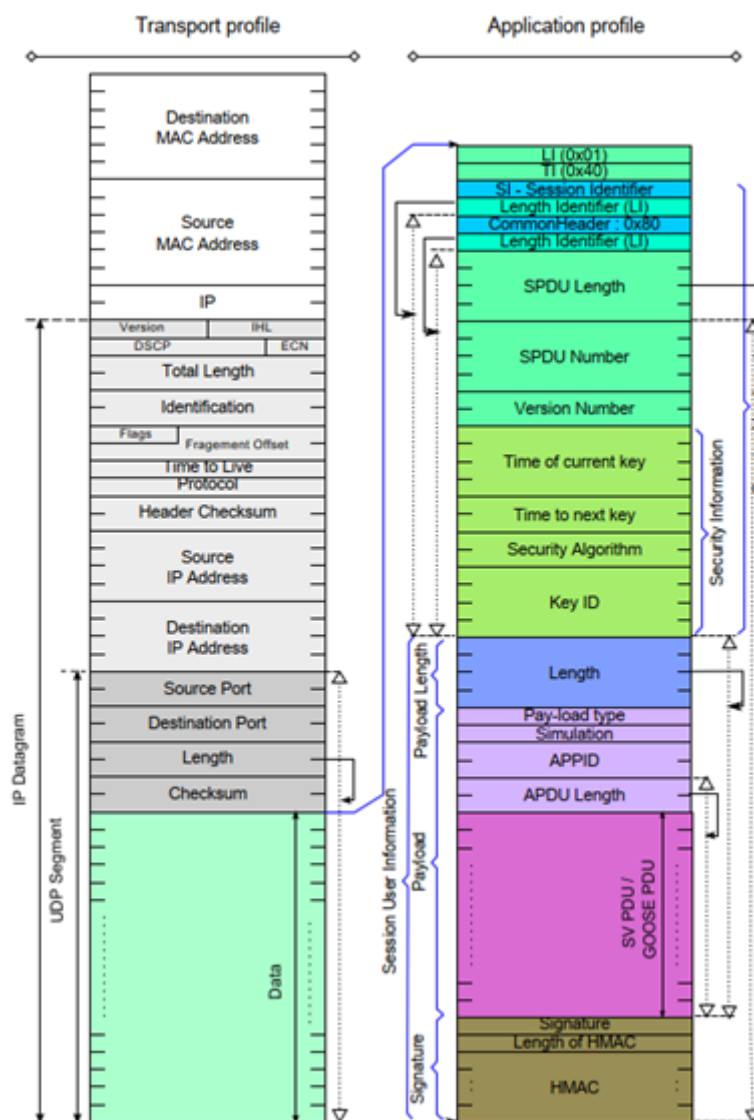 Transport profile
Application profile
Destination
MAC Address
Source
MAC Address
IP
Version
IHL
DSCP
ECN
Total Length
Identification
Flags
Fragement Offset
Time to Live
Protocol
Header Checksum
Source
IP Address
Destination
IP Address
Source Port
Destination Port
Length
Checksum
Data
IP Datagram
UDP Segment
LI (0x01)
TI (0x40)
SI - Session Identifier
Length Identifier (LI)
CommonHeader : 0x80
Length Identifier (LI)
SPDU Length
SPDU Number
Version Number
Time of current key
Time to next key
Security Algorithm
Key ID
Security Information
Length
Pay-load type
Simulation
APPID
APDU Length
SV PDU /
GOOSE PDU
Signature
Length of HMAC
HMAC
Session User Information
Payload Length
Payload
Signature